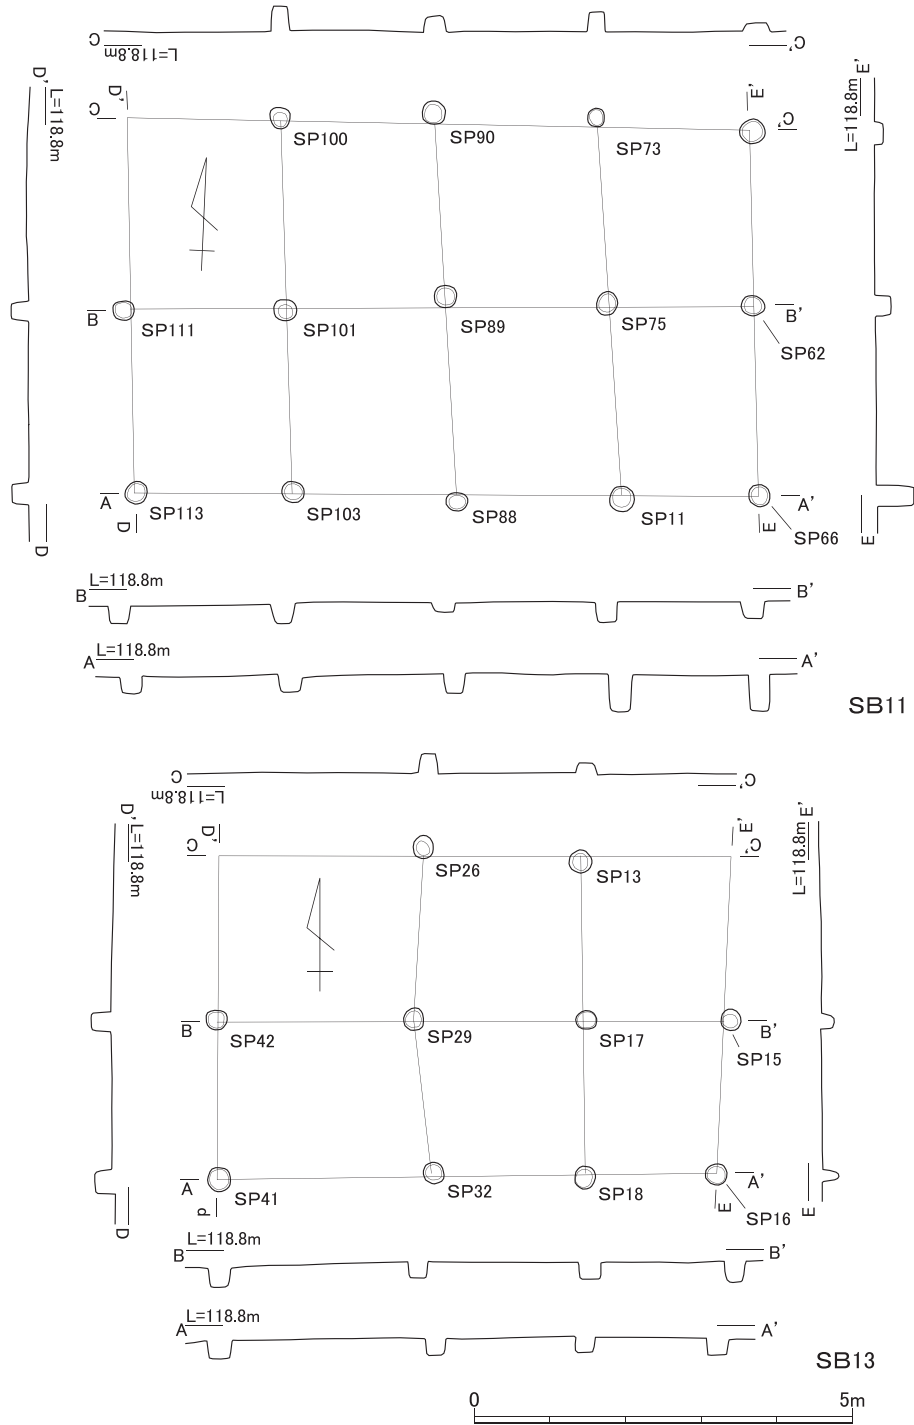 C
C'
L=118.8m
D'
L=118.8m
D'
C
E'
C'
E'
L=118.8m
SP100
SP90
SP73
B
SP111
SP101
SP89
SP75
B'
SP62
A
SP113
SP103
SP88
SP11
A'
SP66
D
D
E
E
L=118.8m
B
B'
L=118.8m
A
A'
SB11
C
C'
L=118.8m
D'
L=118.8m
D'
C
E'
C'
E'
L=118.8m
SP26
SP13
B
SP42
SP29
SP17
B'
SP15
A
SP41
SP32
SP18
A'
SP16
D
d
E
E
L=118.8m
B
B'
L=118.8m
A
A'
SB13
0
5m